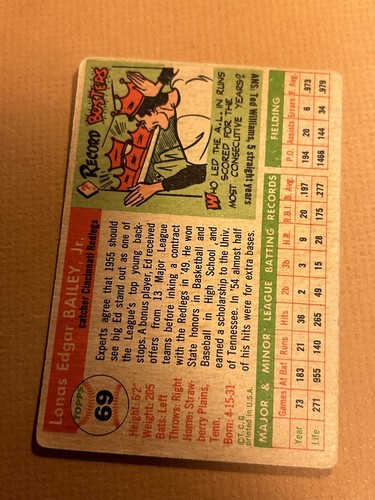 TOPPS
69
Lonas Edgar BAILEY, Jr.
catcher Cincinnati Redlegs
Height: 6'2"
Weight: 205
Bats: Left
Throws: Right
Home: Straw-
berry Plains,
Tenn.
Born: 4-15-31
©T.C.G.
Printed in U.S.A.
Experts agree that 1955 should
see big Ed stand out as one of
the League's top young back-
stops. A bonus player, Ed received
offers from 13 Major League
teams before inking a contract
with the Redlegs in '49. He won
State honors in Basketball and
Baseball in High School, and
earned a scholarship to the Univ.
of Tennessee. In '54 almost half
of his hits were for extra bases.
RECORD
BUSTERS
WHO LED THE A.L. IN RUNS
SCORED FOR THE
MOST CONSECUTIVE YEARS?
ANS: Ted Williams, 5 straight years
MAJOR & MINOR LEAGUE BATTING RECORDS FIELDING
Games At Bat Runs Hits 2b 3b H.R. R.B.I. B. Avg. P.O. Assists Errors F. Avg.
Year 73 183 21 36 2 3 9 20 .197 194 20 6 .973
Life 271 955 140 265 49 15 28 175 .277 1466 144 34 .979